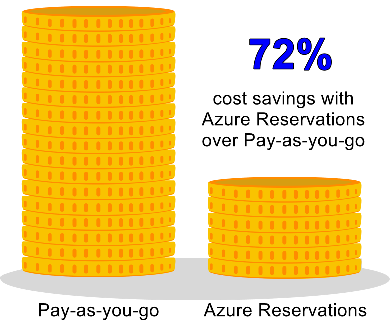 72%
cost savings with
Azure Reservations
over Pay-as-you-go
Pay-as-you-go
Azure Reservations